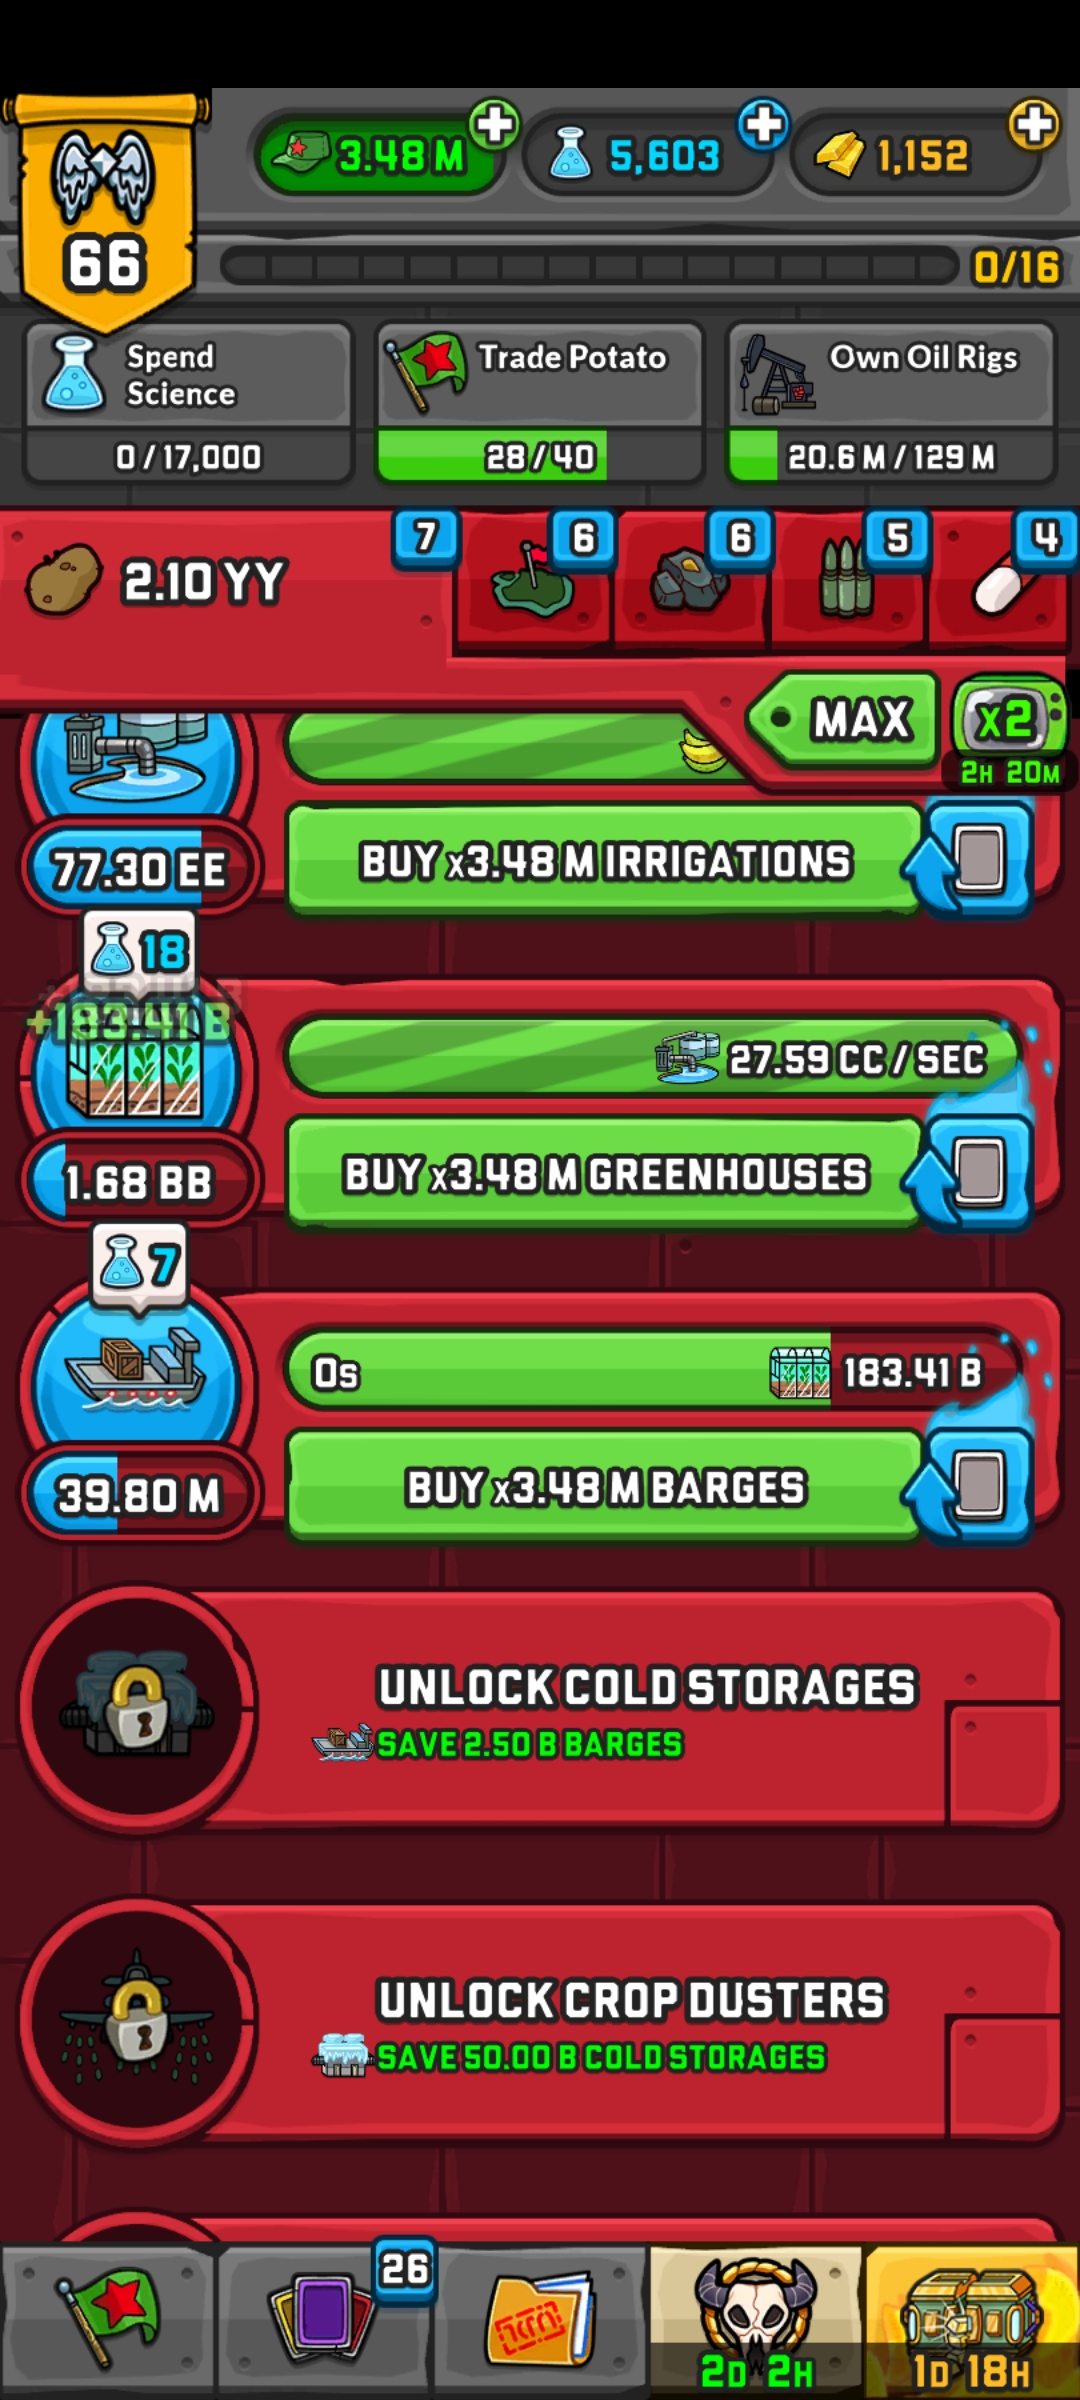 66
3.48 M
5,603
1,152
0/16
Spend
Science
0 / 17,000
Trade Potato
28 / 40
Own Oil Rigs
20.6 M / 129 M
2.10 YY
7
6
6
5
4
MAX
x2
2H 20M
77.30 EE
BUY x3.48 M IRRIGATIONS
18
+183.41 B
27.59 CC / SEC
1.68 BB
BUY x3.48 M GREENHOUSES
7
0s
183.41 B
39.80 M
BUY x3.48 M BARGES
UNLOCK COLD STORAGES
SAVE 2.50 B BARGES
UNLOCK CROP DUSTERS
SAVE 50.00 B COLD STORAGES
26
2D 2H
1D 18H